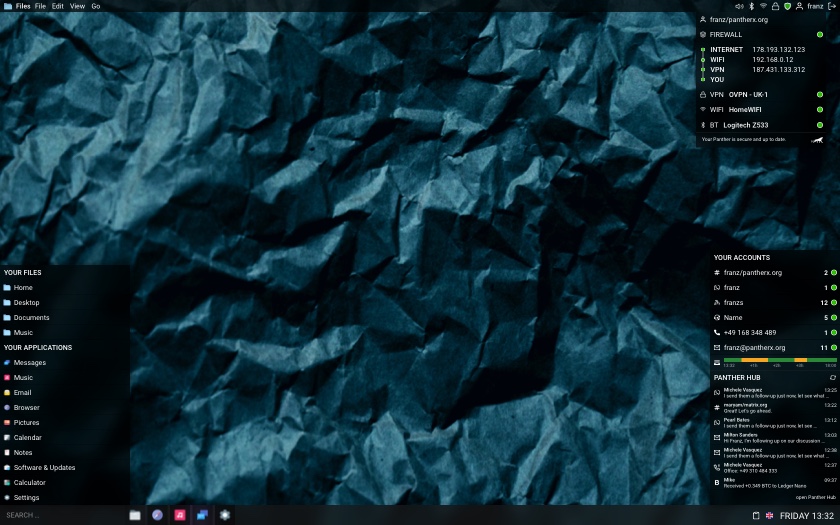 Files File Edit View Go
franz
franz/pantherx.org
FIREWALL
INTERNET 178.193.132.123
WIFI 192.168.0.12
VPN 187.431.133.312
YOU
VPN OVPN - UK-1
WIFI HomeWIFI
BT Logitech Z533
Your Panther is secure and up to date.
YOUR FILES
Home
Desktop
Documents
Music
YOUR APPLICATIONS
Messages
Music
Email
Browser
Pictures
Calendar
Notes
Software & Updates
Calculator
Settings
YOUR ACCOUNTS
franz/pantherx.org 2
franz 1
franzs 12
Name 5
+49 168 348 489 1
franz@pantherx.org 11
PANTHER HUB
Michele Vasquez 13:25
I send them a follow-up just now, let see what ...
maryam/matrix.org 13:22
Great! Let's go ahead.
Pearl Bates 13:12
I send them a follow-up just now, let see ...
Milton Sanders 13:03
Hi Franz, I'm following up on our discussion ...
Michele Vasquez 12:38
I send them a follow-up just now, let see what...
Michele Vasquez 12:37
Office: +49 310 484 333
Mike 09:37
Received +0.349 BTC to Ledger Nano
open Panther Hub
SEARCH ...
FRIDAY 13:32